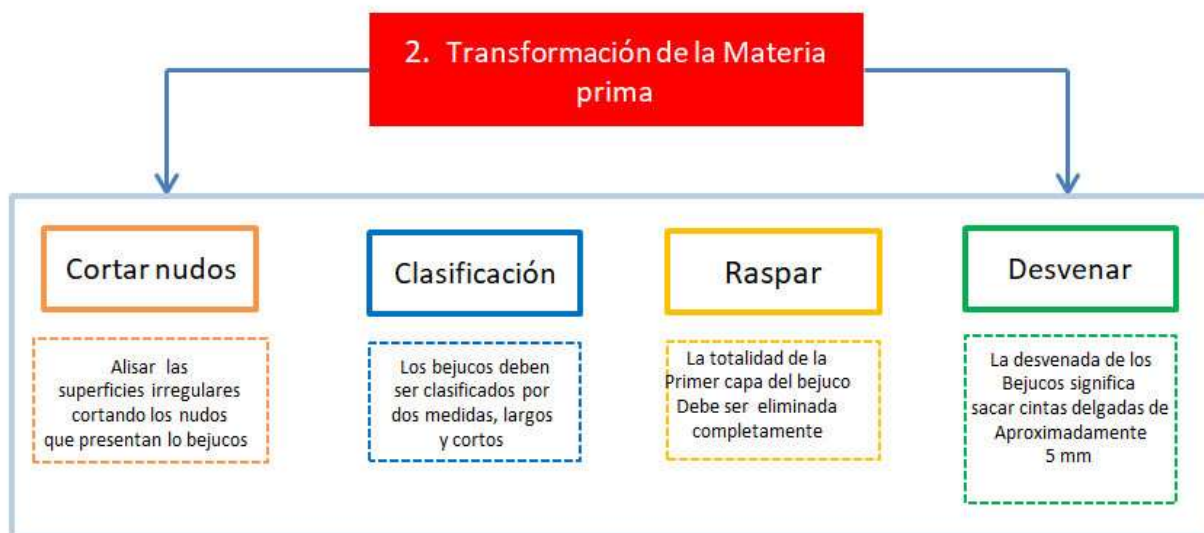 2. Transformación de la Materia
prima
Cortar nudos
Alisar las
superficies irregulares
cortando los nudos
que presentan lo bejucos
Clasificación
Los bejucos deben
ser clasificados por
dos medidas, largos
y cortos
Raspar
La totalidad de la
Primer capa del bejuco
Debe ser eliminada
completamente
Desvenar
La desvenada de los
Bejucos significa
sacar cintas delgadas de
Aproximadamente
5 mm